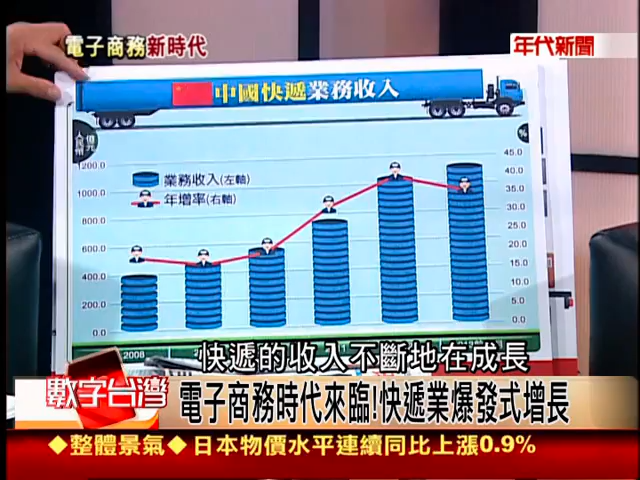 電子商務新時代
年代新聞
中國快遞業務收入
人民幣
億元
%
1200.0
1000.0
800.0
600.0
400.0
200.0
0.0
業務收入(左軸)
年增率(右軸)
45.0
40.0
35.0
30.0
25.0
20.0
15.0
10.0
5.0
0.0
2008
快遞的收入不斷地在成長
數字台灣
電子商務時代來臨!快遞業爆發式增長
◆整體景氣◆日本物價水平連續同比上漲0.9%